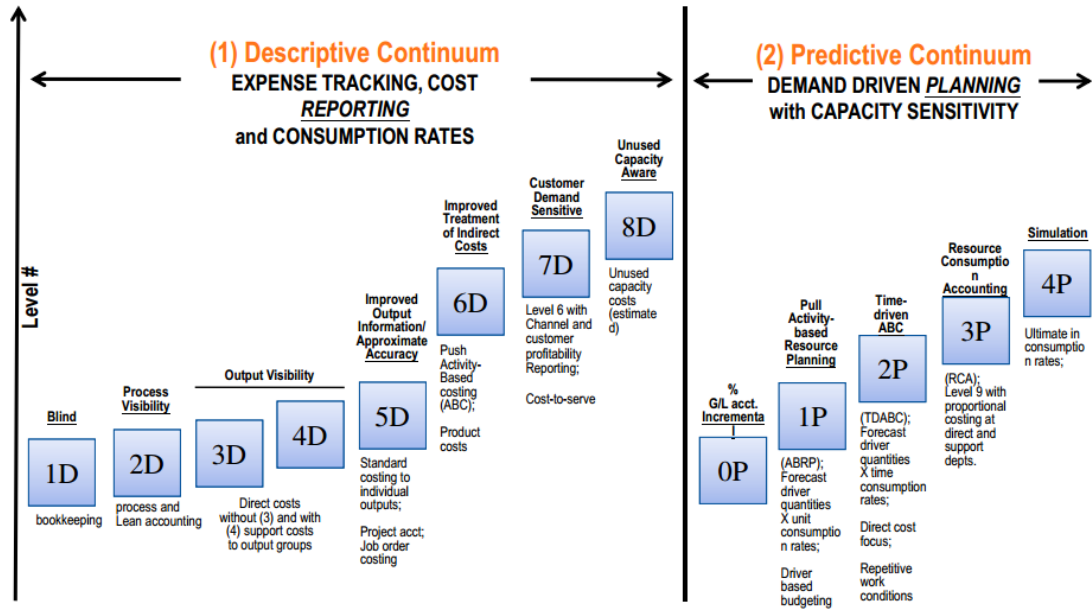 (1) Descriptive Continuum
EXPENSE TRACKING, COST
REPORTING
and CONSUMPTION RATES
(2) Predictive Continuum
DEMAND DRIVEN PLANNING
with CAPACITY SENSITIVITY
Level #
Blind
1D
bookkeeping
Process
Visibility
2D
process and
Lean accounting
Output Visibility
3D
4D
Direct costs
without (3) and with
(4) support costs
to output groups
Improved
Output
Information/
Approximate
Accuracy
5D
Standard
costing to
individual
outputs;
Project acct;
Job order
costing
Improved
Treatment
of Indirect
Costs
6D
Push
Activity-
Based
costing
(ABC);
Product
costs
Customer
Demand
Sensitive
7D
Level 6 with
Channel and
customer
profitability
Reporting;
Cost-to-serve
Unused
Capacity
Aware
8D
Unused
capacity
costs
(estimate
d)
%
G/L acct.
Incrementa
l
0P
Pull
Activity-
based
Resource
Planning
1P
(ABRP);
Forecast
driver
quantities
X unit
consumpti
on rates;
Driver
based
budgeting
Time-
driven
ABC
2P
(TDABC);
Forecast
driver
quantities
X time
consumption
rates;
Direct cost
focus;
Repetitive
work
conditions
Resource
Consumptio
n
Accounting
3P
(RCA);
Level 9 with
proportional
costing at
direct and
support
depts.
Simulation
4P
Ultimate in
consumptio
n rates;